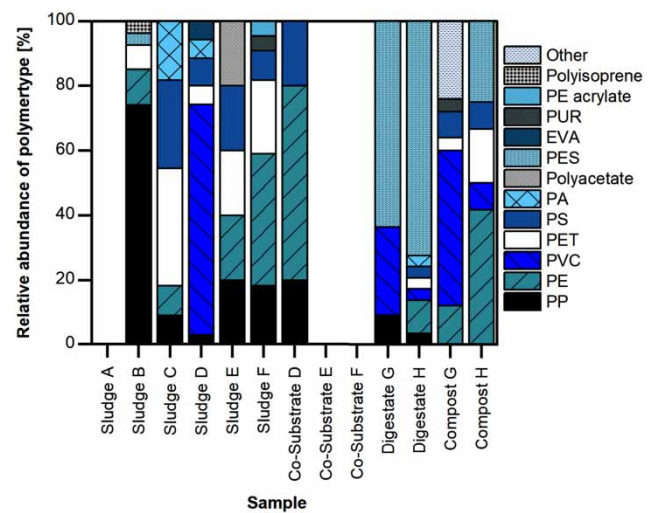 Relative abundance of polymertype [%]
100
80
60
40
20
0
Other
Polyisoprene
PE acrylate
PUR
EVA
PES
Polyacetate
PA
PS
PET
PVC
PE
PP
Sludge A
Sludge B
Sludge C
Sludge D
Sludge E
Sludge F
Co-Substrate D
Co-Substrate E
Co-Substrate F
Digestate G
Digestate H
Compost G
Compost H
Sample